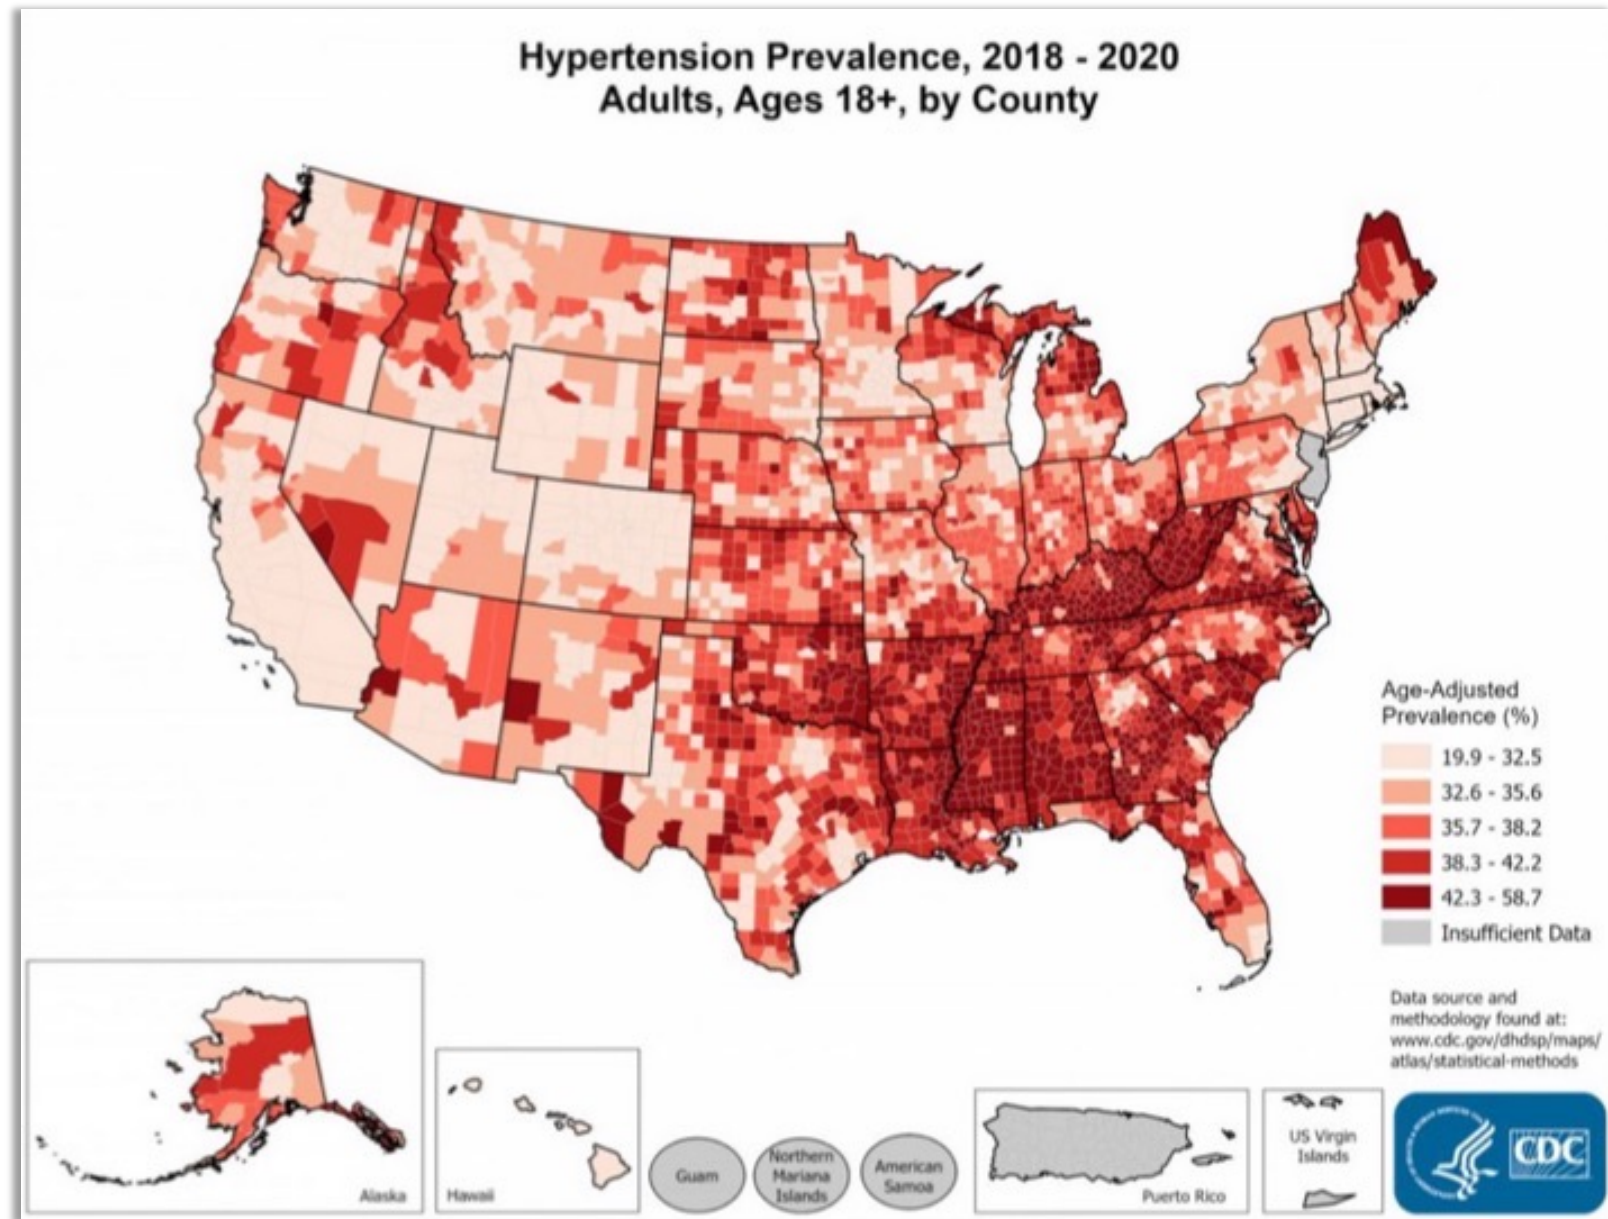 Hypertension Prevalence, 2018 - 2020
Adults, Ages 18+, by County
Age-Adjusted
Prevalence (%)
19.9 - 32.5
32.6 - 35.6
35.7 - 38.2
38.3 - 42.2
42.3 - 58.7
Insufficient Data
Data source and
methodology found at:
www.cdc.gov/dhdsp/maps/
atlas/statistical-methods
Alaska
Hawaii
Guam
Northern
Mariana
Islands
American
Samoa
Puerto Rico
US Virgin
Islands
CDC